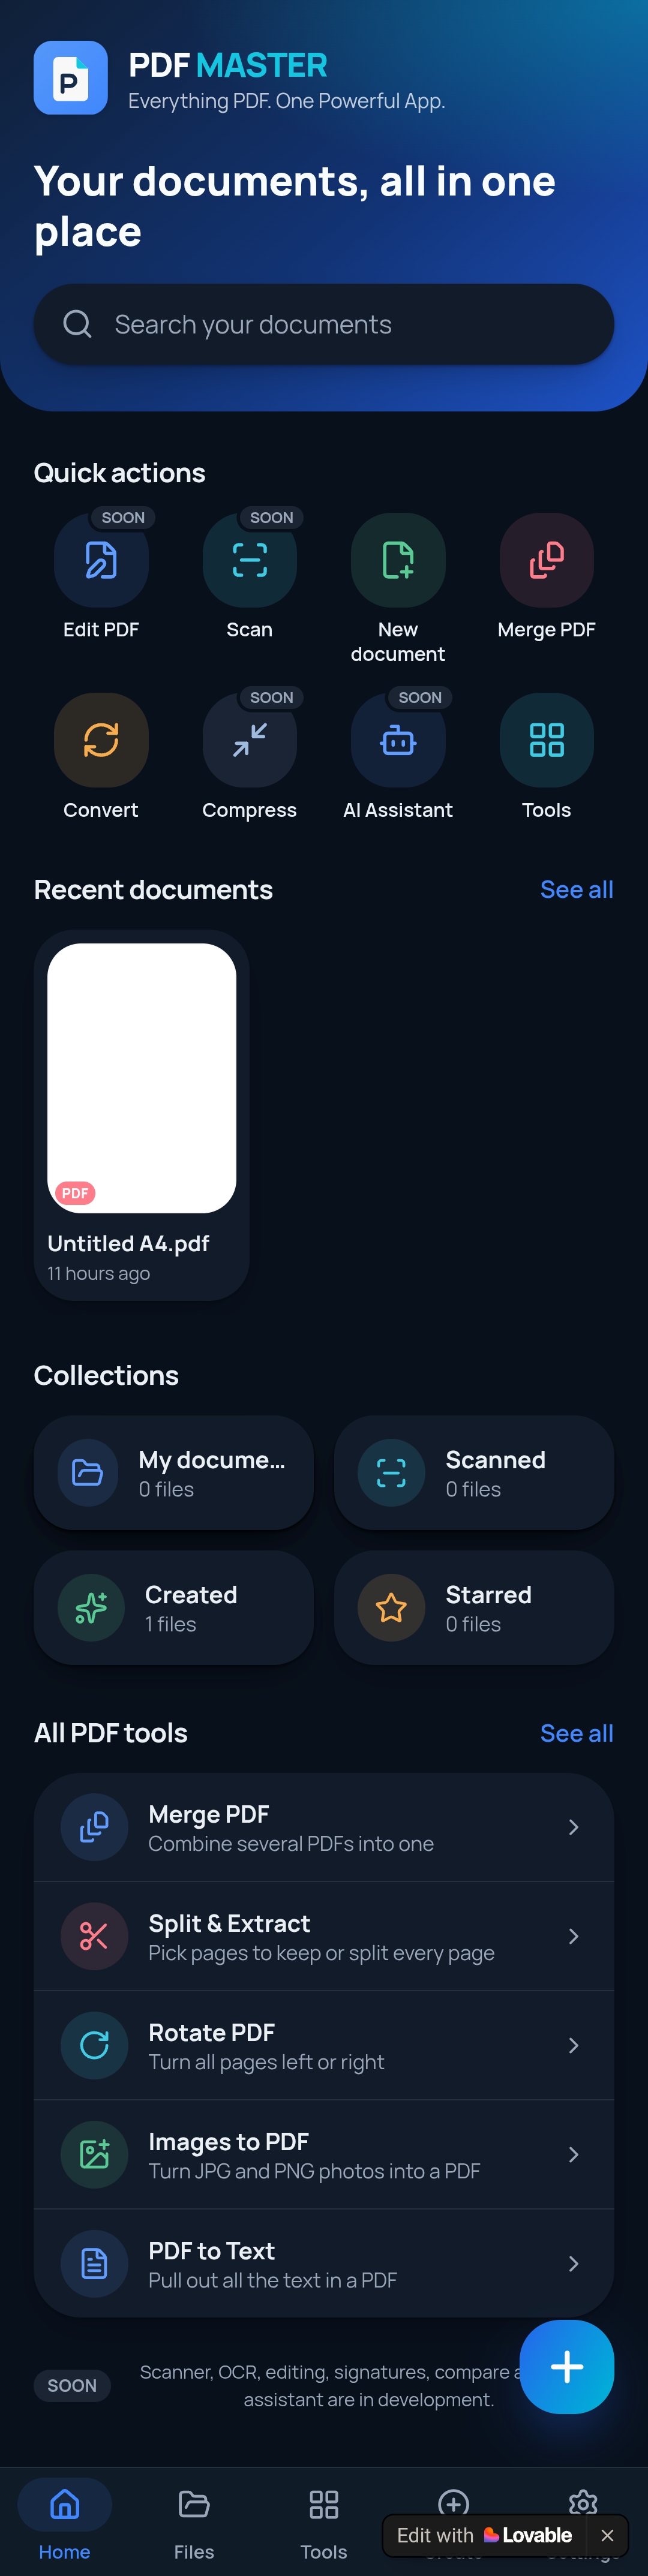 P
PDF MASTER
Everything PDF. One Powerful App.
Your documents, all in one
place
Search your documents
Quick actions
SOON
SOON
Edit PDF
Scan
New
document
Merge PDF
SOON
SOON
Convert
Compress
AI Assistant
Tools
Recent documents
See all
PDF
Untitled A4.pdf
11 hours ago
Collections
My docume...
0 files
Scanned
0 files
Created
1 files
Starred
0 files
All PDF tools
See all
Merge PDF
Combine several PDFs into one
Split & Extract
Pick pages to keep or split every page
Rotate PDF
Turn all pages left or right
Images to PDF
Turn JPG and PNG photos into a PDF
PDF to Text
Pull out all the text in a PDF
SOON
Scanner, OCR, editing, signatures, compare
assistant are in development.
Home
Files
Tools
Edit with Lovable